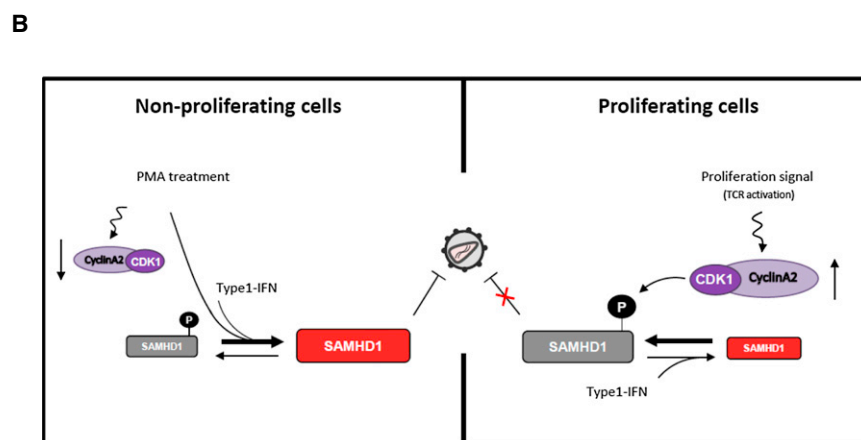 B
Non-proliferating cells
Proliferating cells
PMA treatment
CyclinA2
CDK1
Type1-IFN
P
SAMHD1
SAMHD1
Proliferation signal
(TCR activation)
CDK1
CyclinA2
P
SAMHD1
SAMHD1
Type1-IFN